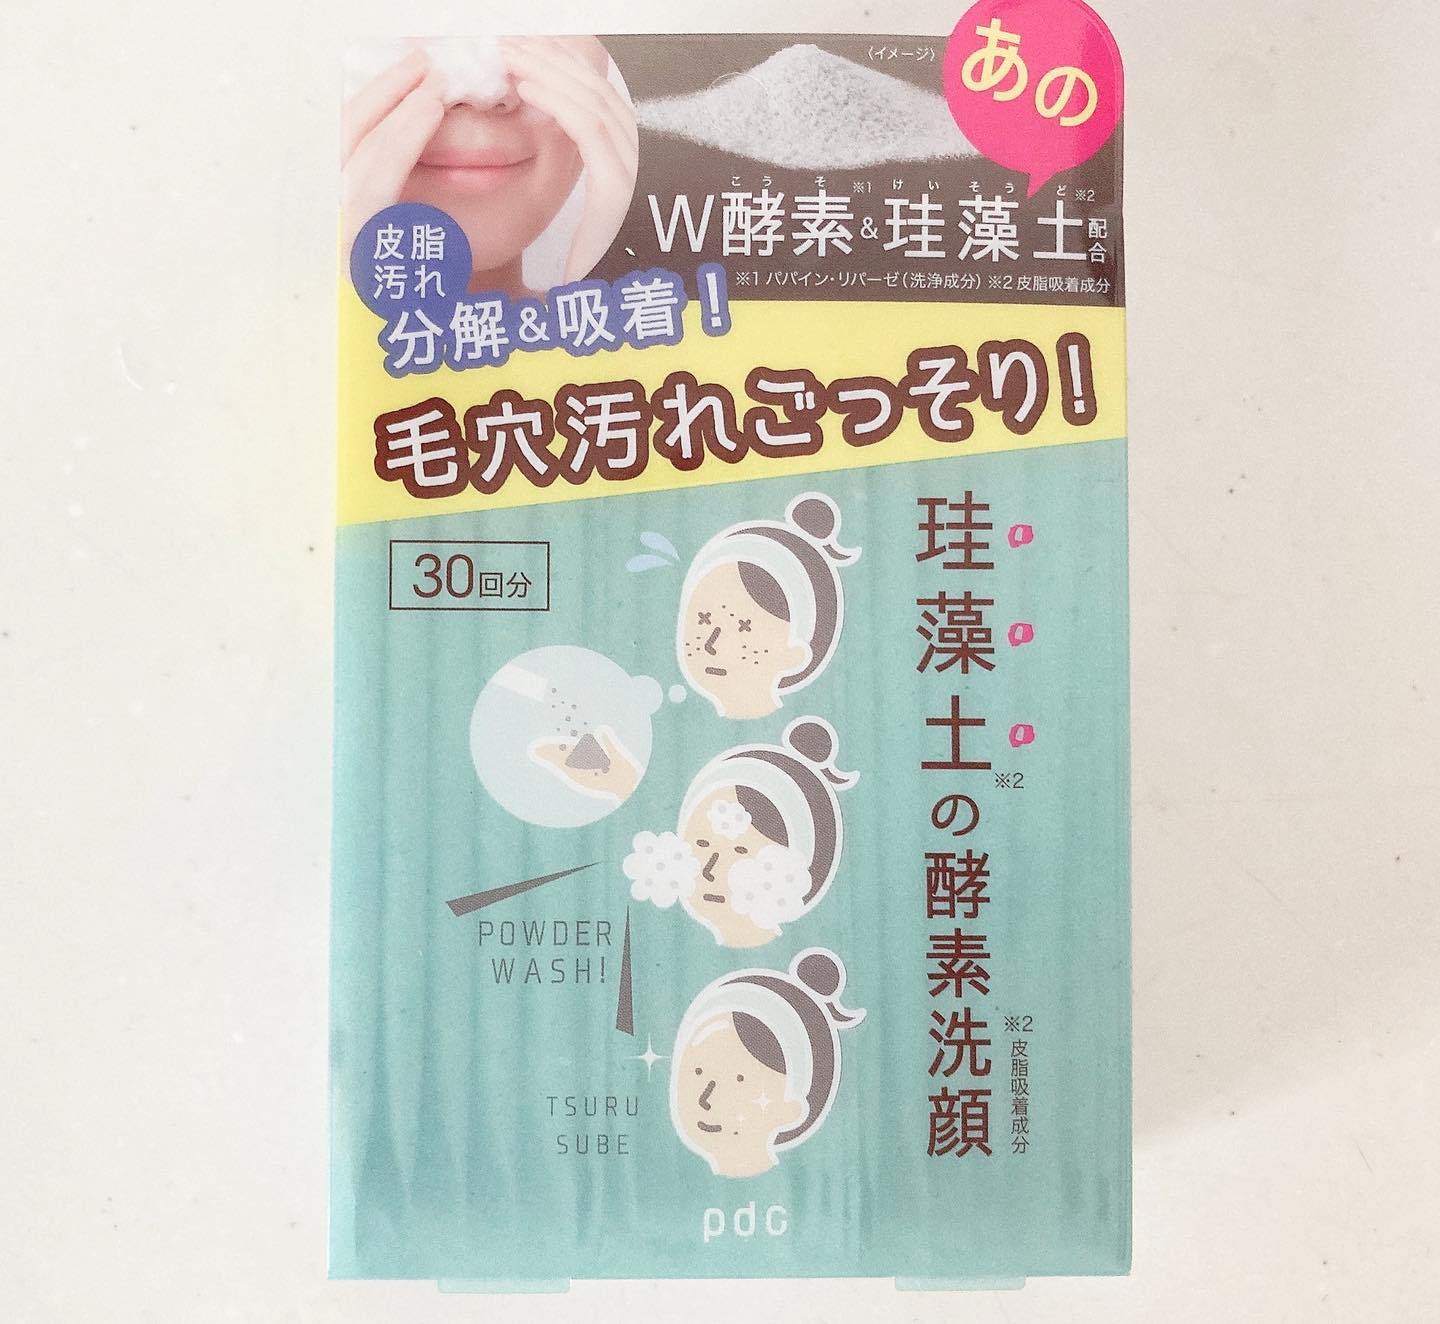 〈イメージ〉
あの
こうそ けいそうど
W酵素※1&珪藻土※2配合
※1 パパイン・リパーゼ(洗浄成分) ※2 皮脂吸着成分
皮脂
汚れ
分解&吸着!
毛穴汚れごっそり!
30回分
珪藻土※2の酵素洗顔
※2 皮脂吸着成分
POWDER
WASH!
TSURU
SUBE
pdc